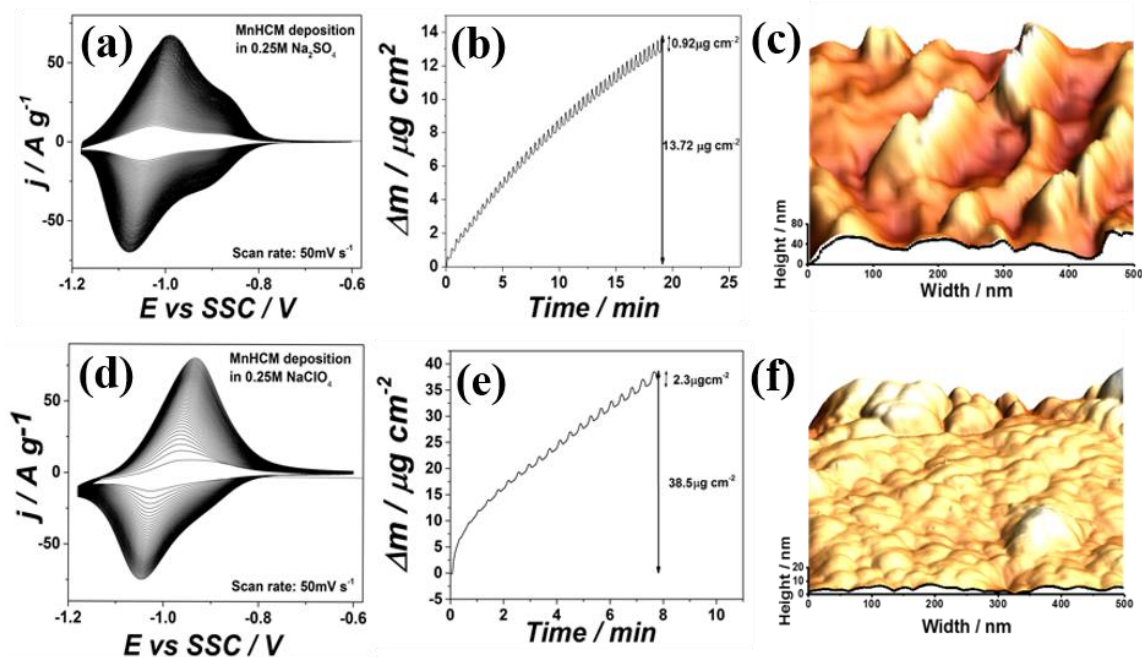 (a)
MnHCM deposition
in 0.25M Na₂SO₄
50
0
-50
j / A g⁻¹
Scan rate: 50mV s⁻¹
-1.2 -1.0 -0.8 -0.6
E vs SSC / V
(b)
14
12
10
8
6
4
2
0
Δm / μg cm²
0.92μg cm⁻²
13.72 μg cm⁻²
0 5 10 15 20 25
Time / min
(c)
Height / nm
80
40
0
0 100 200 300 400 500
Width / nm
(d)
MnHCM deposition
in 0.25M NaClO₄
50
0
-50
j / A g⁻¹
Scan rate: 50mV s⁻¹
-1.2 -1.0 -0.8 -0.6
E vs SSC / V
(e)
40
35
30
25
20
15
10
5
0
-5
Δm / μg cm⁻²
2.3μgcm⁻²
38.5μg cm⁻²
0 2 4 6 8 10
Time / min
(f)
Height / nm
20
10
0
0 100 200 300 400 500
Width / nm